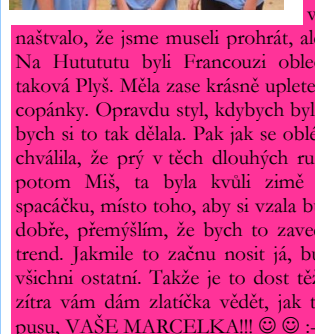 v
naštvalo, že jsme museli prohrát, al
Na Hutututu byli Francouzi oble
taková Plyš. Měla zase krásně uplete
copánky. Opravdu styl, kdybych byl
bych si to tak dělala. Pak jak se oblé
chválila, že prý v těch dlouhých ru
potom Miš, ta byla kvůli zimě
spacáčku, místo toho, aby si vzala b
dobře, přemýšlím, že bych to zave
trend. Jakmile to začnu nosit já, b
všichni ostatní. Takže je to dost tě
zítra vám dám zlatíčka vědět, jak t
pusu, VAŠE MARCELKA!!! ☺ ☺ :-